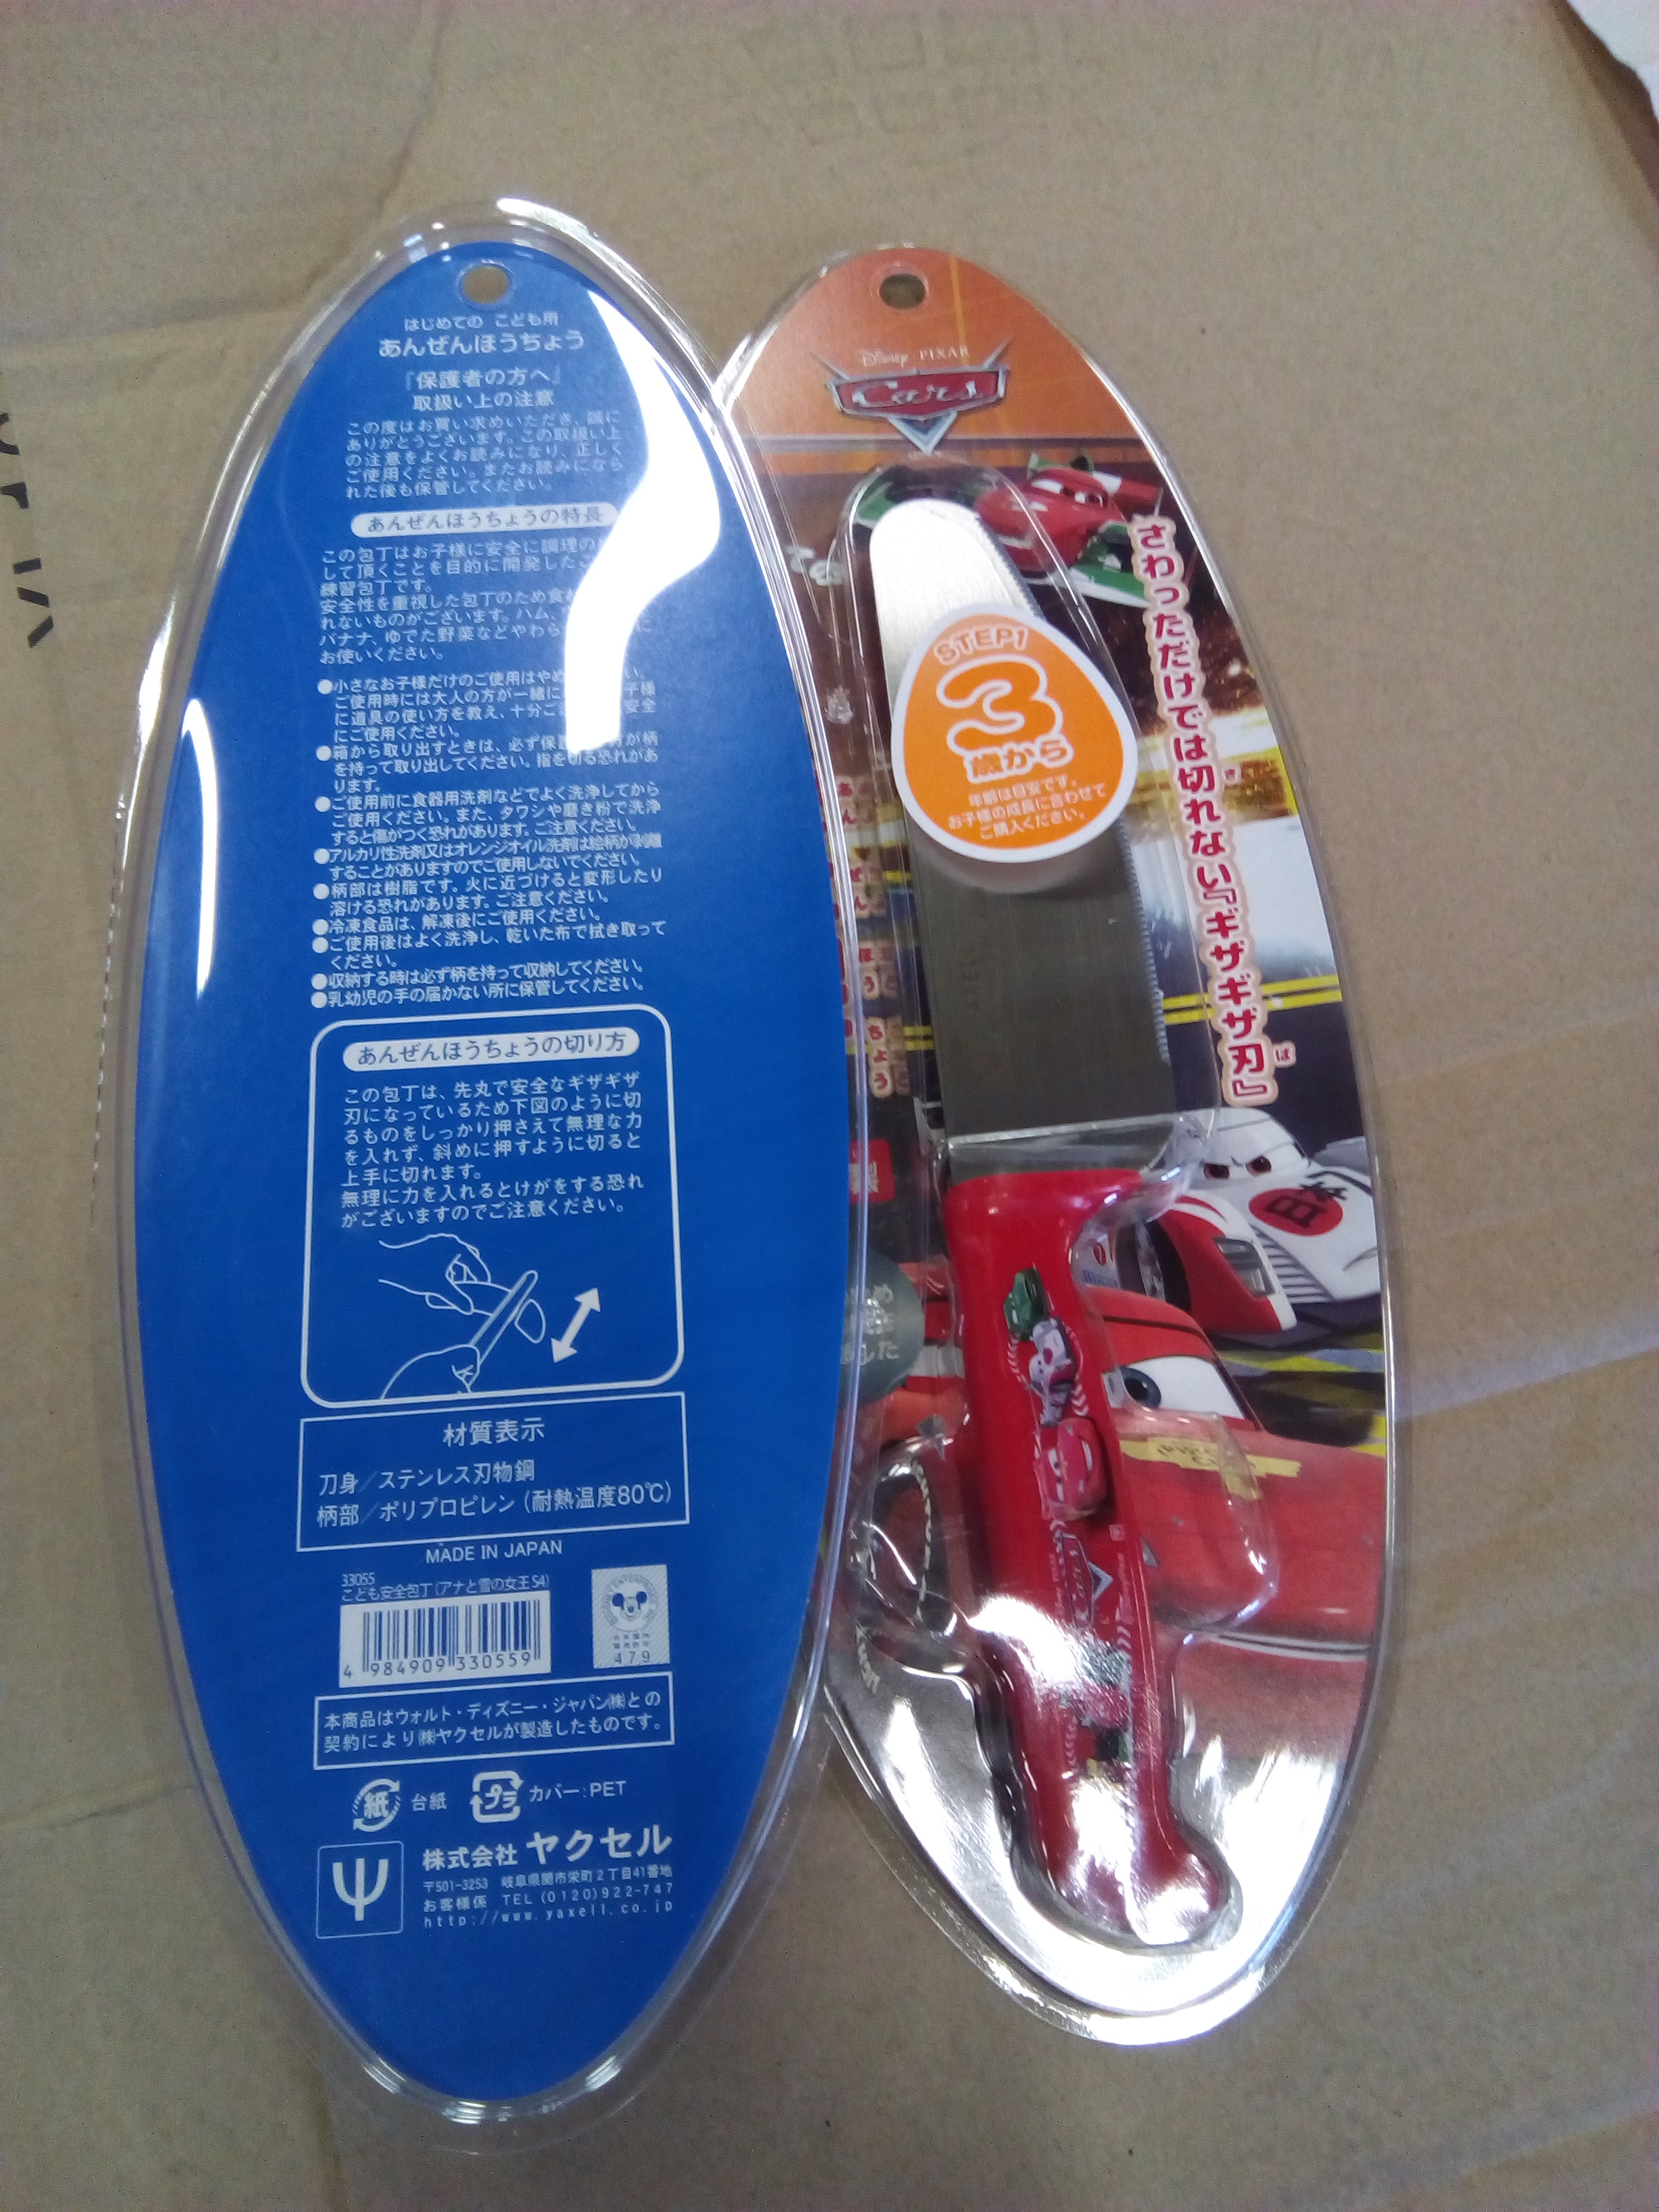 はじめての こども用
あんぜんほうちょう
『保護者の方へ』
取扱い上の注意
この度はお買い求めいただき、誠に
ありがとうございます。この取扱い上
の注意をよくお読みになり、正しく
ご使用ください。またお読みになら
れた後も保管してください。
あんぜんほうちょうの特長
この包丁はお子様に安全に調理の
して頂くことを目的に開発した
練習包丁です。
安全性を重視した包丁のため
れないものがございます。ハム、
バナナ、ゆでた野菜などやわら に
お使いください。
●小さなお子様だけのご使用はやめ い。
ご使用時には大人の方が一緒に 子様
に道具の使い方を教え、十分ご 安全
にご使用ください。
●箱から取り出すときは、必ず保 方が柄
を持って取り出してください。指を切る恐れがあ
ります。
●ご使用前に食器用洗剤などでよく洗浄してから
ご使用ください。また、タワシや磨き粉で洗浄
すると傷がつく恐れがあります。ご注意ください。
●アルカリ性洗剤又はオレンジオイル洗剤は絵柄が剥離
することがありますのでご使用しないでください。
●柄部は樹脂です。火に近づけると変形したり
溶ける恐れがあります。ご注意ください。
●冷凍食品は、解凍後にご使用ください。
●ご使用後はよく洗浄し、乾いた布で拭き取って
ください。
●収納する時は必ず柄を持って収納してください。
●乳幼児の手の届かない所に保管してください。
あんぜんほうちょうの切り方
この包丁は、先丸で安全なギザギザ
刃になっているため下図のように切
るものをしっかり押さえて無理な力
を入れず、斜めに押すように切ると
上手に切れます。
無理に力を入れるとけがをする恐れ
がございますのでご注意ください。
材質表示
刀身/ステンレス刃物鋼
柄部/ポリプロピレン(耐熱温度80℃)
MADE IN JAPAN
33055
こども安全包丁(アナと雪の女王S4)
4 984909 330559
479
本商品はウォルト・ディズニー・ジャパン㈱との
契約により㈱ヤクセルが製造したものです。
紙 台紙 プラ カバー:PET
株式会社 ヤクセル
〒501-3253 岐阜県関市栄町2丁目41番地
お客様係 TEL(0120)922-747
http://www.yaxell.co.jp
Disney PIXAR
Cars
さわっただけでは切れない『ギザギザ刃』
STEP1
3
歳から
年齢は目安です。
お子様の成長に合わせて
ご購入ください。